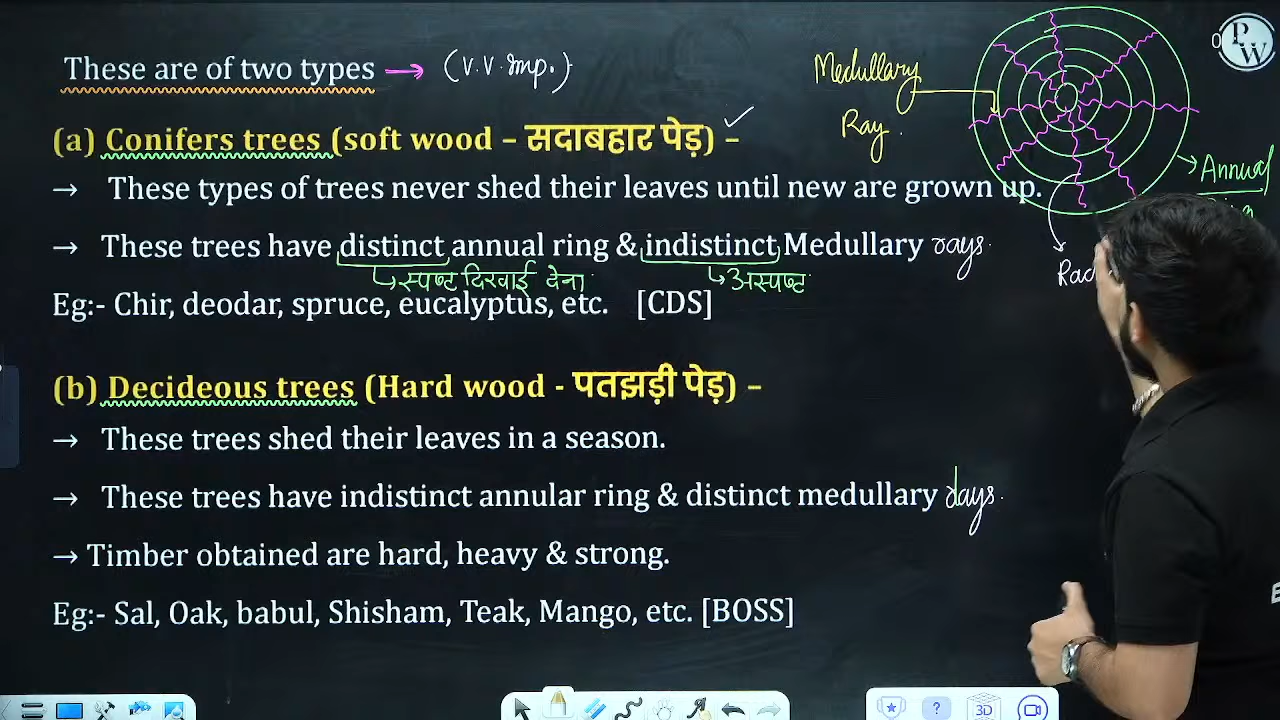 These are of two types → (V.V. Imp.)
Medullary
Ray.
(a) Conifers trees (soft wood – सदाबहार पेड़) –
→ These types of trees never shed their leaves until new are grown up.
Annual
→ These trees have distinct annual ring & indistinct Medullary rays.
स्पष्ट दिखाई देना
अस्पष्ट
Eg:- Chir, deodar, spruce, eucalyptus, etc. [CDS]
(b) Decideous trees (Hard wood - पतझड़ी पेड़) –
→ These trees shed their leaves in a season.
→ These trees have indistinct annular ring & distinct medullary days.
→ Timber obtained are hard, heavy & strong.
Eg:- Sal, Oak, babul, Shisham, Teak, Mango, etc. [BOSS]
PW
3D